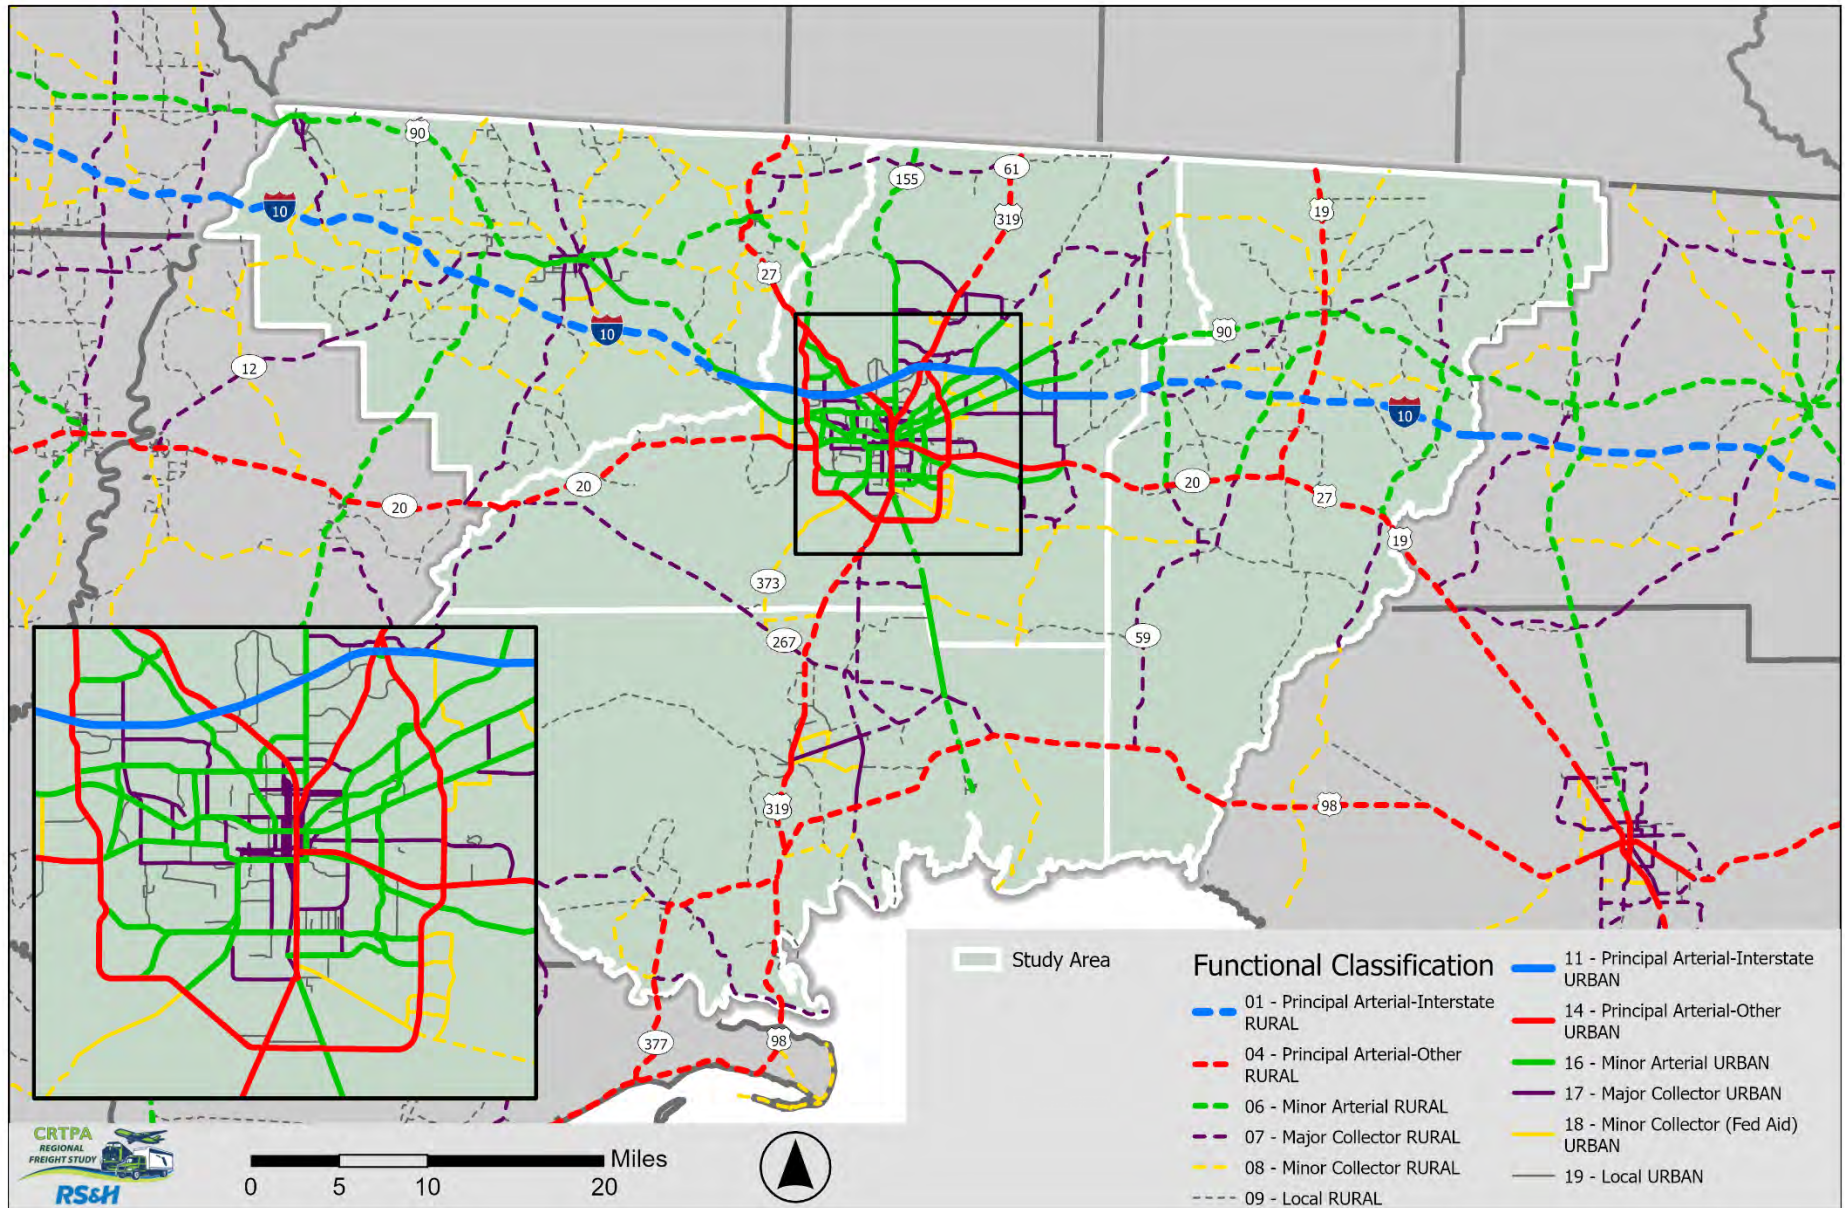 90
155
61
10
319
19
27
10
90
12
10
20
20
20
27
19
373
267
59
319
98
377
98
Study Area
Functional Classification
01 - Principal Arterial-Interstate
RURAL
04 - Principal Arterial-Other
RURAL
06 - Minor Arterial RURAL
07 - Major Collector RURAL
08 - Minor Collector RURAL
09 - Local RURAL
11 - Principal Arterial-Interstate
URBAN
14 - Principal Arterial-Other
URBAN
16 - Minor Arterial URBAN
17 - Major Collector URBAN
18 - Minor Collector (Fed Aid)
URBAN
19 - Local URBAN
CRTPA
REGIONAL
FREIGHT STUDY
RS&H
Miles
0 5 10 20